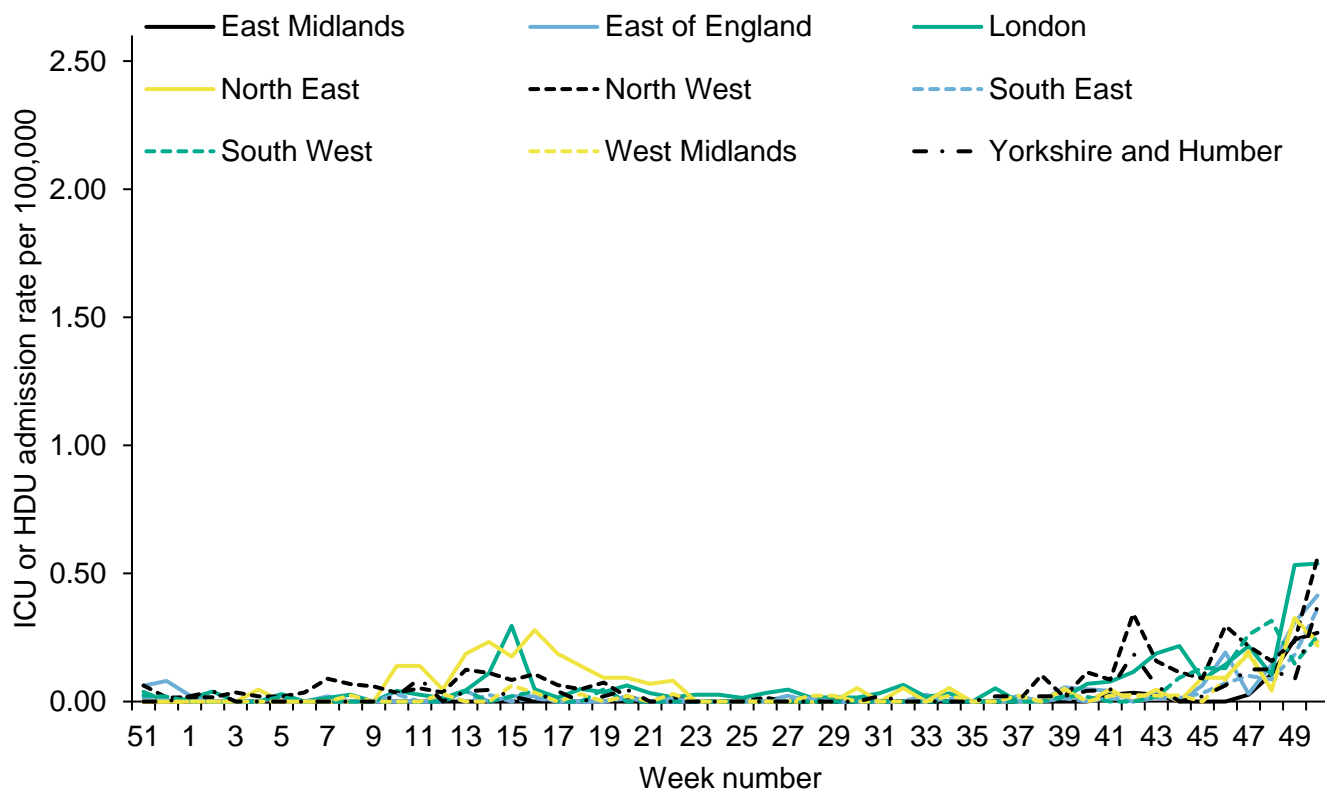 East Midlands East of England London
North East North West South East
South West West Midlands Yorkshire and Humber
ICU or HDU admission rate per 100,000
2.50
2.00
1.50
1.00
0.50
0.00
51 1 3 5 7 9 11 13 15 17 19 21 23 25 27 29 31 33 35 37 39 41 43 45 47 49
Week number